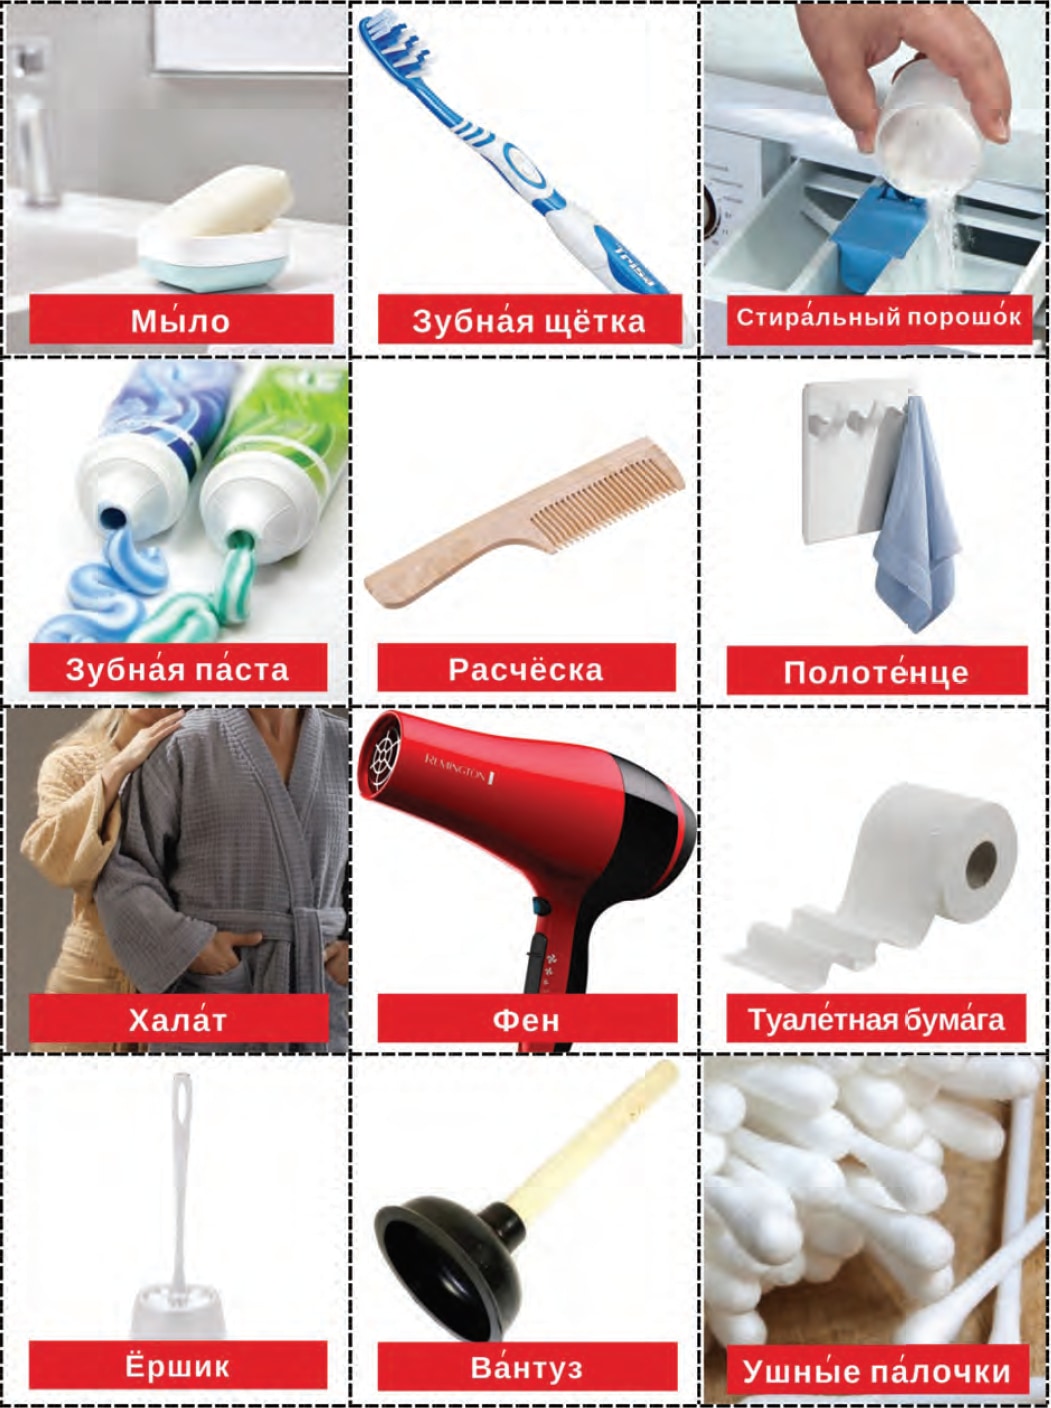 Мы́ло
Зубна́я щётка
Стира́льный порошо́к
Trisa
Зубна́я па́ста
Расчёска
Полоте́нце
Хала́т
REMINGTON
Фен
Туале́тная бума́га
Ёршик
Ва́нтуз
Ушны́е па́лочки